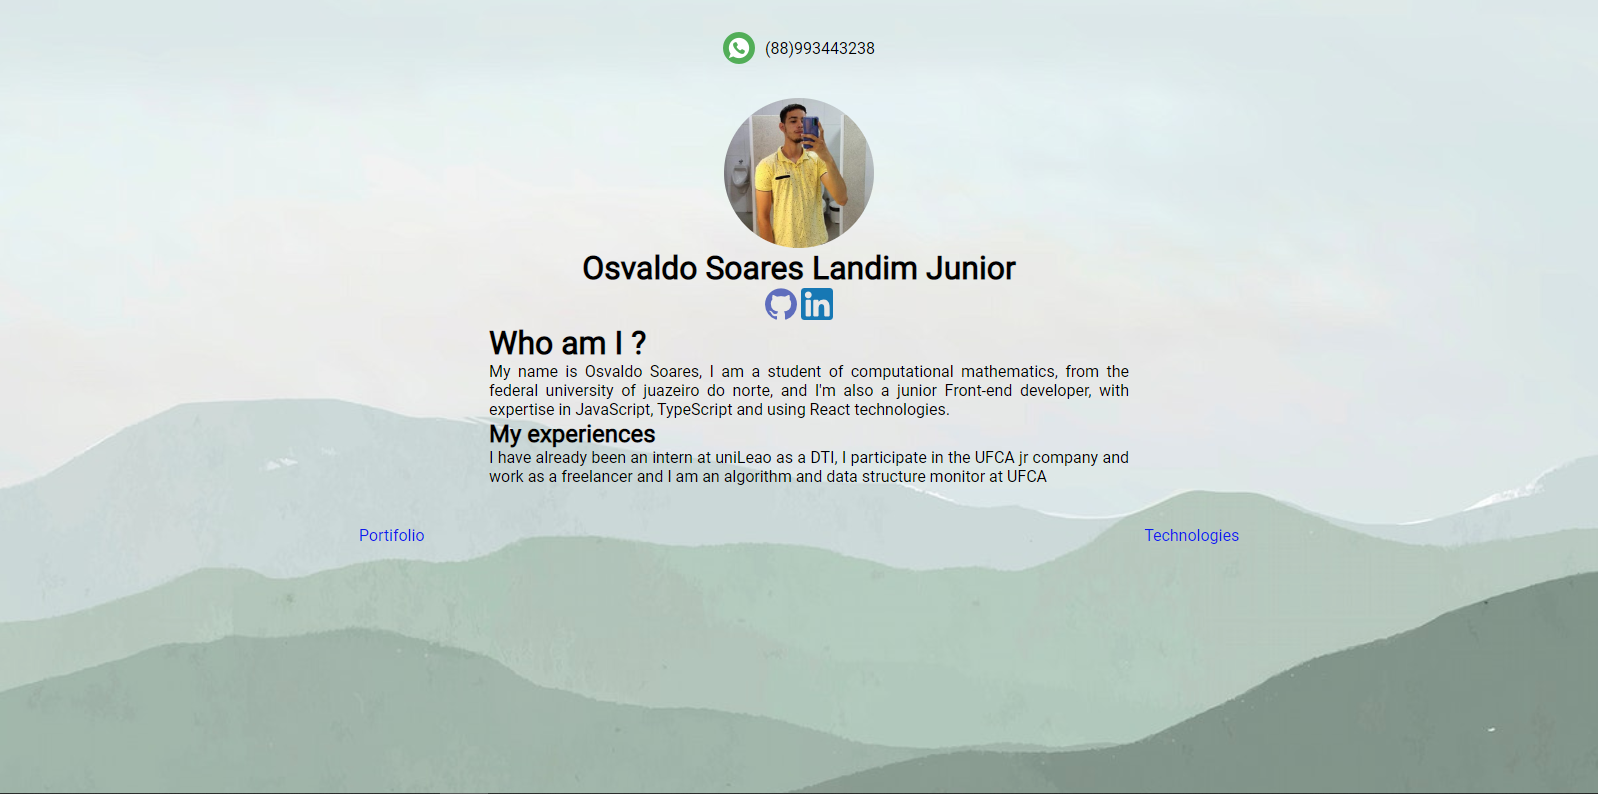 (88)993443238
Osvaldo Soares Landim Junior
in
Who am I ?
My name is Osvaldo Soares, I am a student of computational mathematics, from the
federal university of juazeiro do norte, and I'm also a junior Front-end developer, with
expertise in JavaScript, TypeScript and using React technologies.
My experiences
I have already been an intern at uniLeao as a DTI, I participate in the UFCA jr company and
work as a freelancer and I am an algorithm and data structure monitor at UFCA
Portifolio Technologies